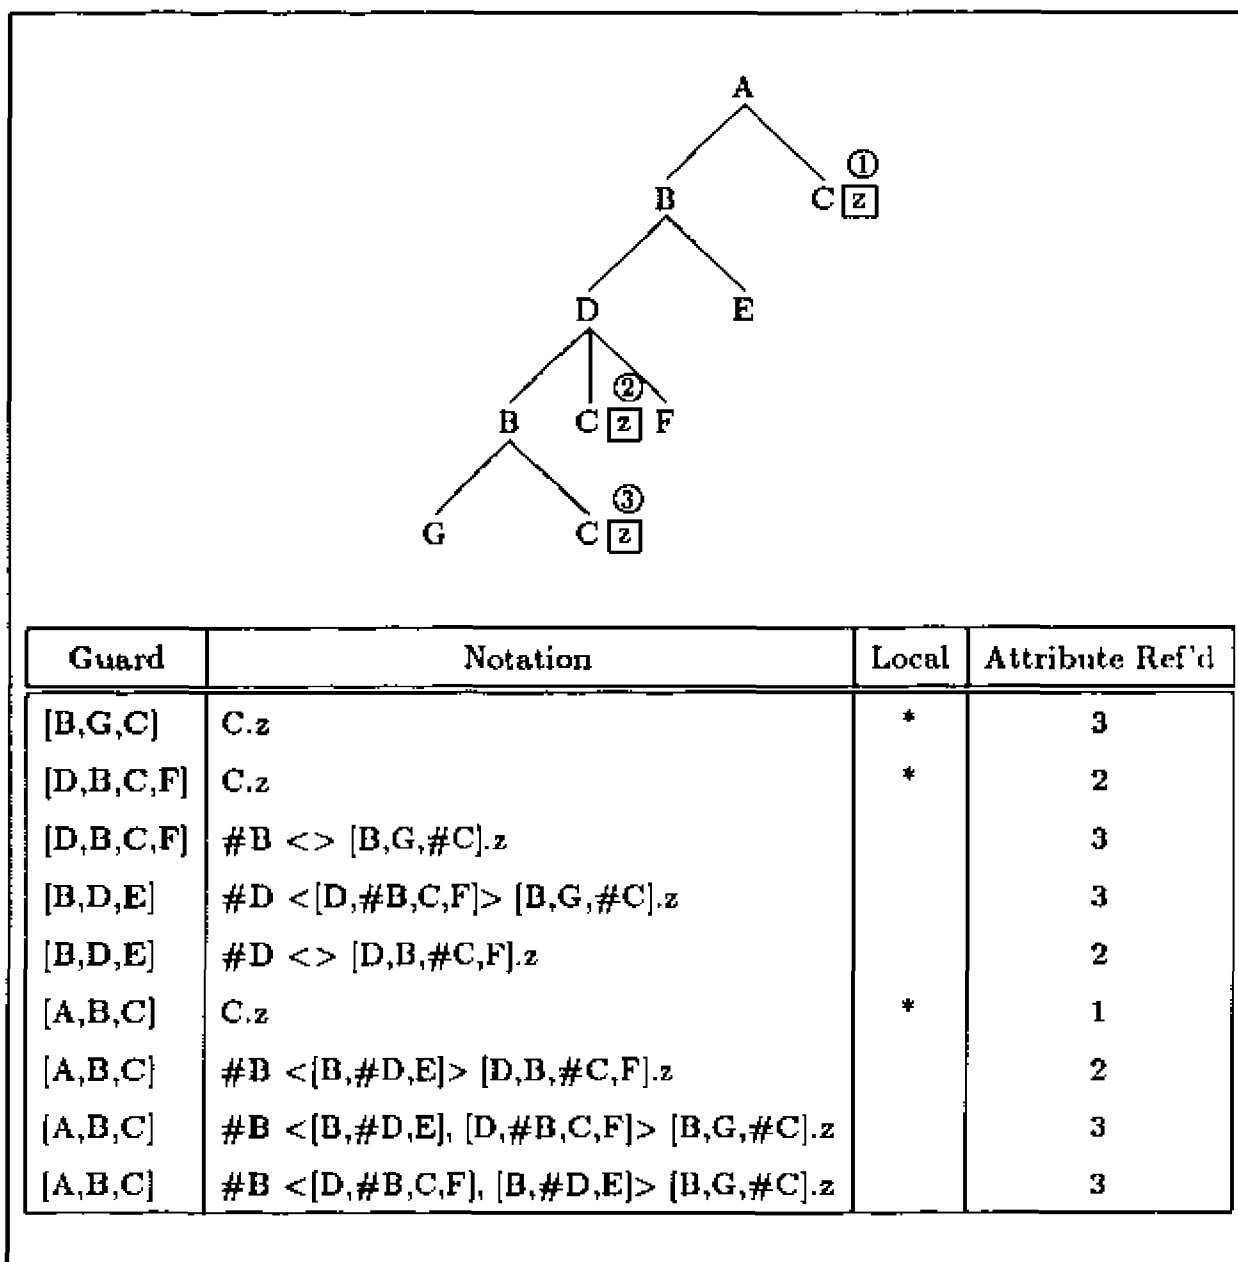 A
①
B C z
D E
②
B C z F
③
G C z
Guard Notation Local Attribute Ref'd
[B,G,C] C.z * 3
[D,B,C,F] C.z * 2
[D,B,C,F] #B <> [B,G,#C].z 3
[B,D,E] #D <[D,#B,C,F]> [B,G,#C].z 3
[B,D,E] #D <> [D,B,#C,F].z 2
[A,B,C] C.z * 1
[A,B,C] #B <[B,#D,E]> [D,B,#C,F].z 2
[A,B,C] #B <[B,#D,E], [D,#B,C,F]> [B,G,#C].z 3
[A,B,C] #B <[D,#B,C,F], [B,#D,E]> [B,G,#C].z 3